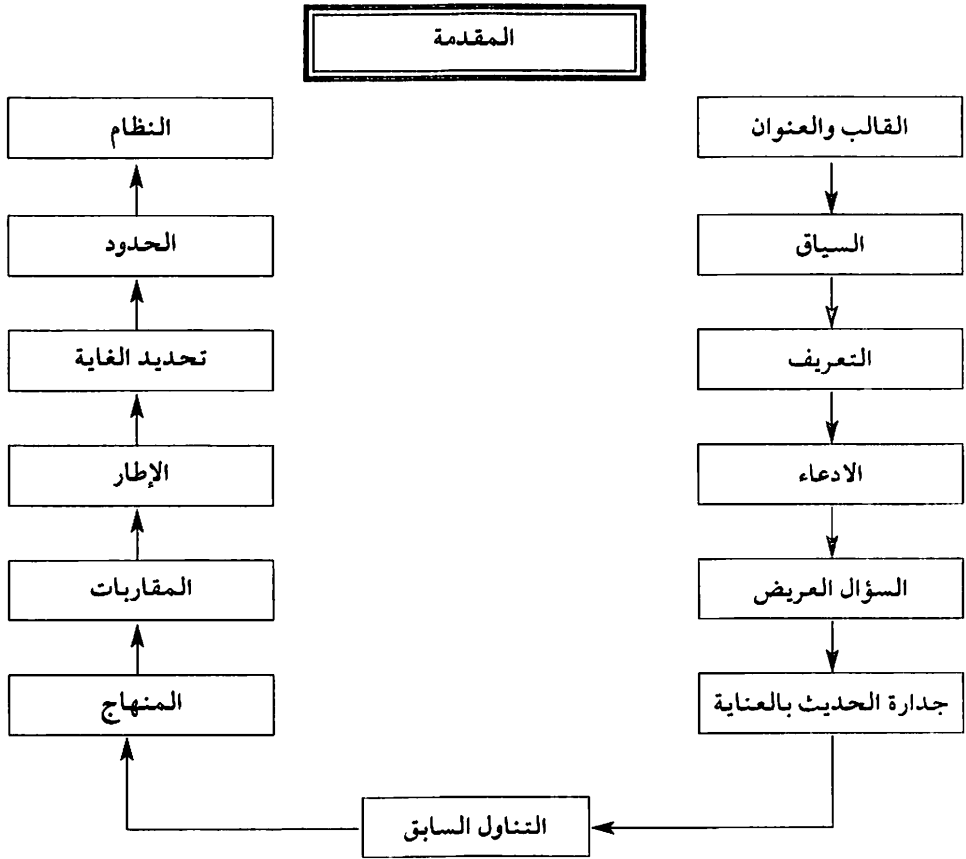 المقدمة
القالب والعنوان
السياق
التعريف
الادعاء
السؤال العريض
جدارة الحديث بالعناية
التناول السابق
المنهاج
المقاربات
الإطار
تحديد الغاية
الحدود
النظام